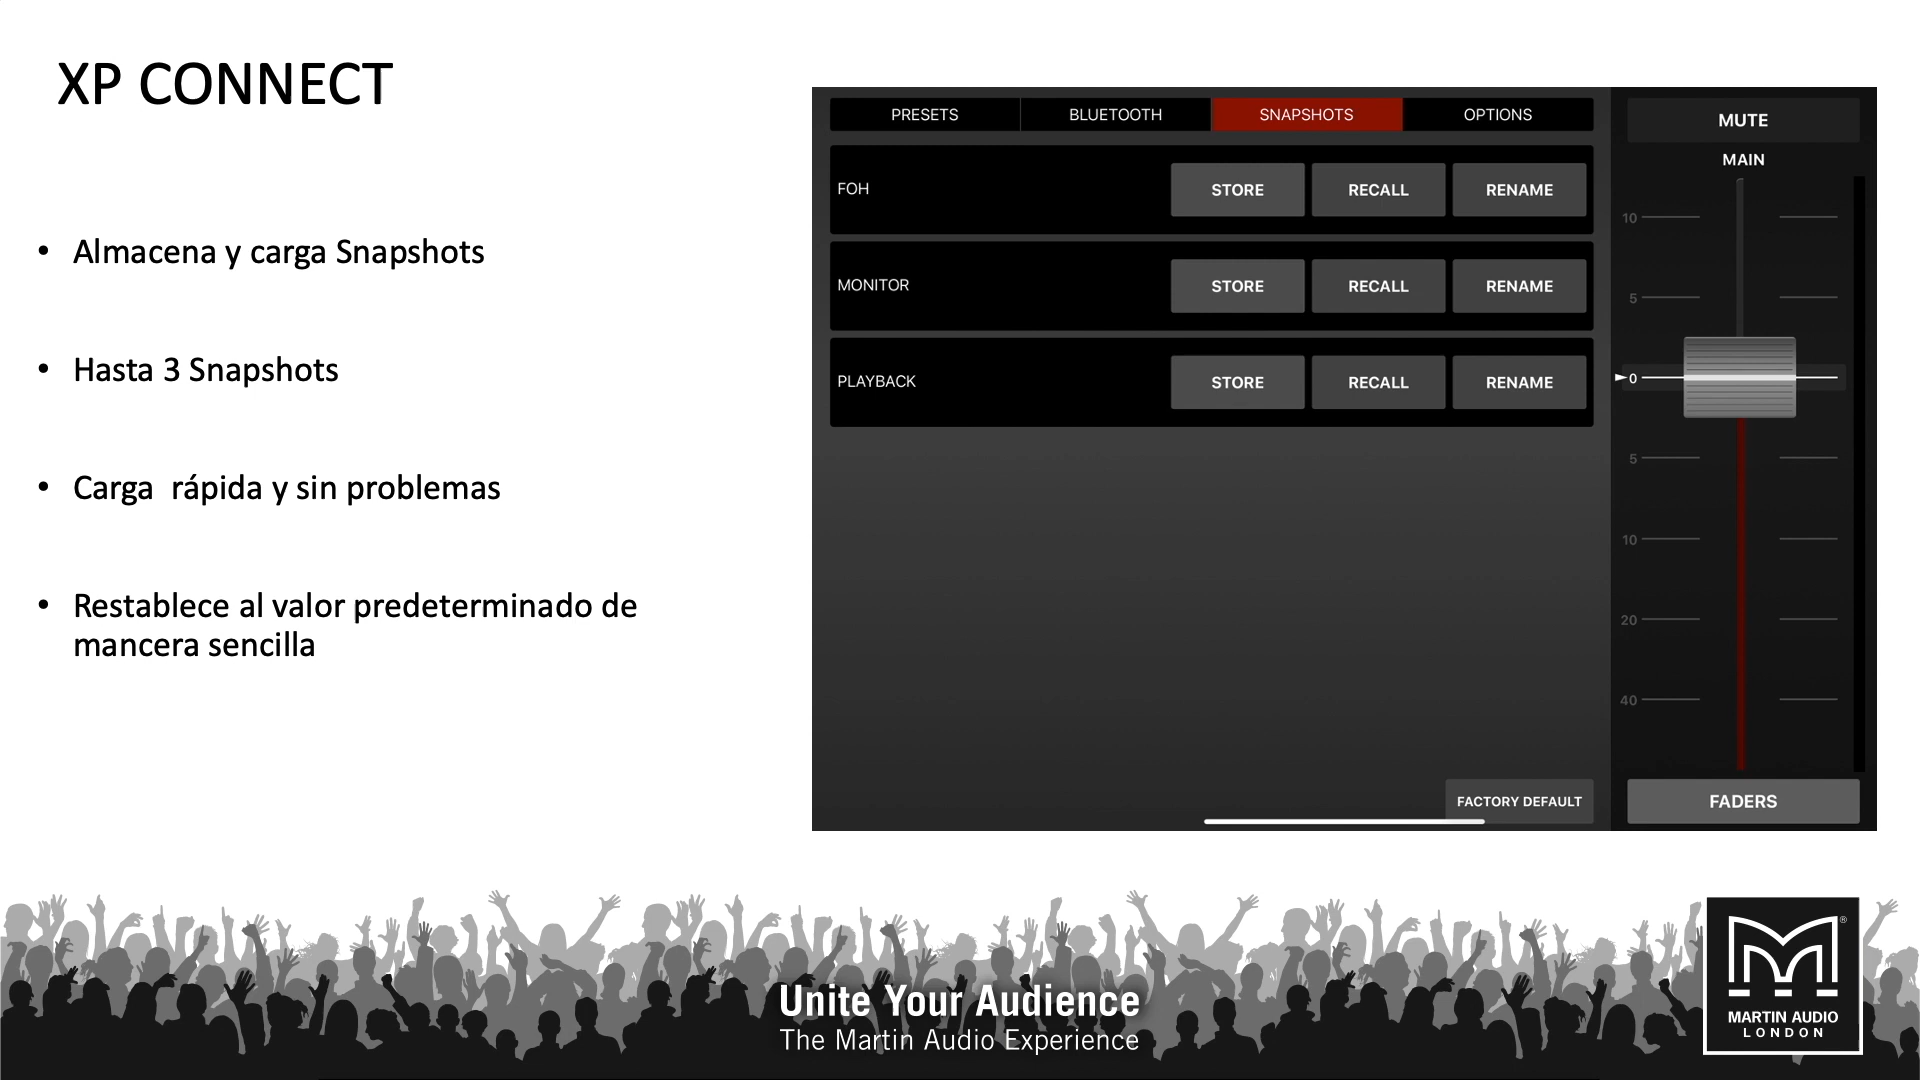 XP CONNECT
• Almacena y carga Snapshots
• Hasta 3 Snapshots
• Carga  rápida y sin problemas
• Restablece al valor predeterminado de
mancera sencilla
PRESETS BLUETOOTH SNAPSHOTS OPTIONS
FOH STORE RECALL RENAME
MONITOR STORE RECALL RENAME
PLAYBACK STORE RECALL RENAME
FACTORY DEFAULT
MUTE
MAIN
10
5
0
5
10
20
40
FADERS
Unite Your Audience
The Martin Audio Experience
®
MARTIN AUDIO
LONDON